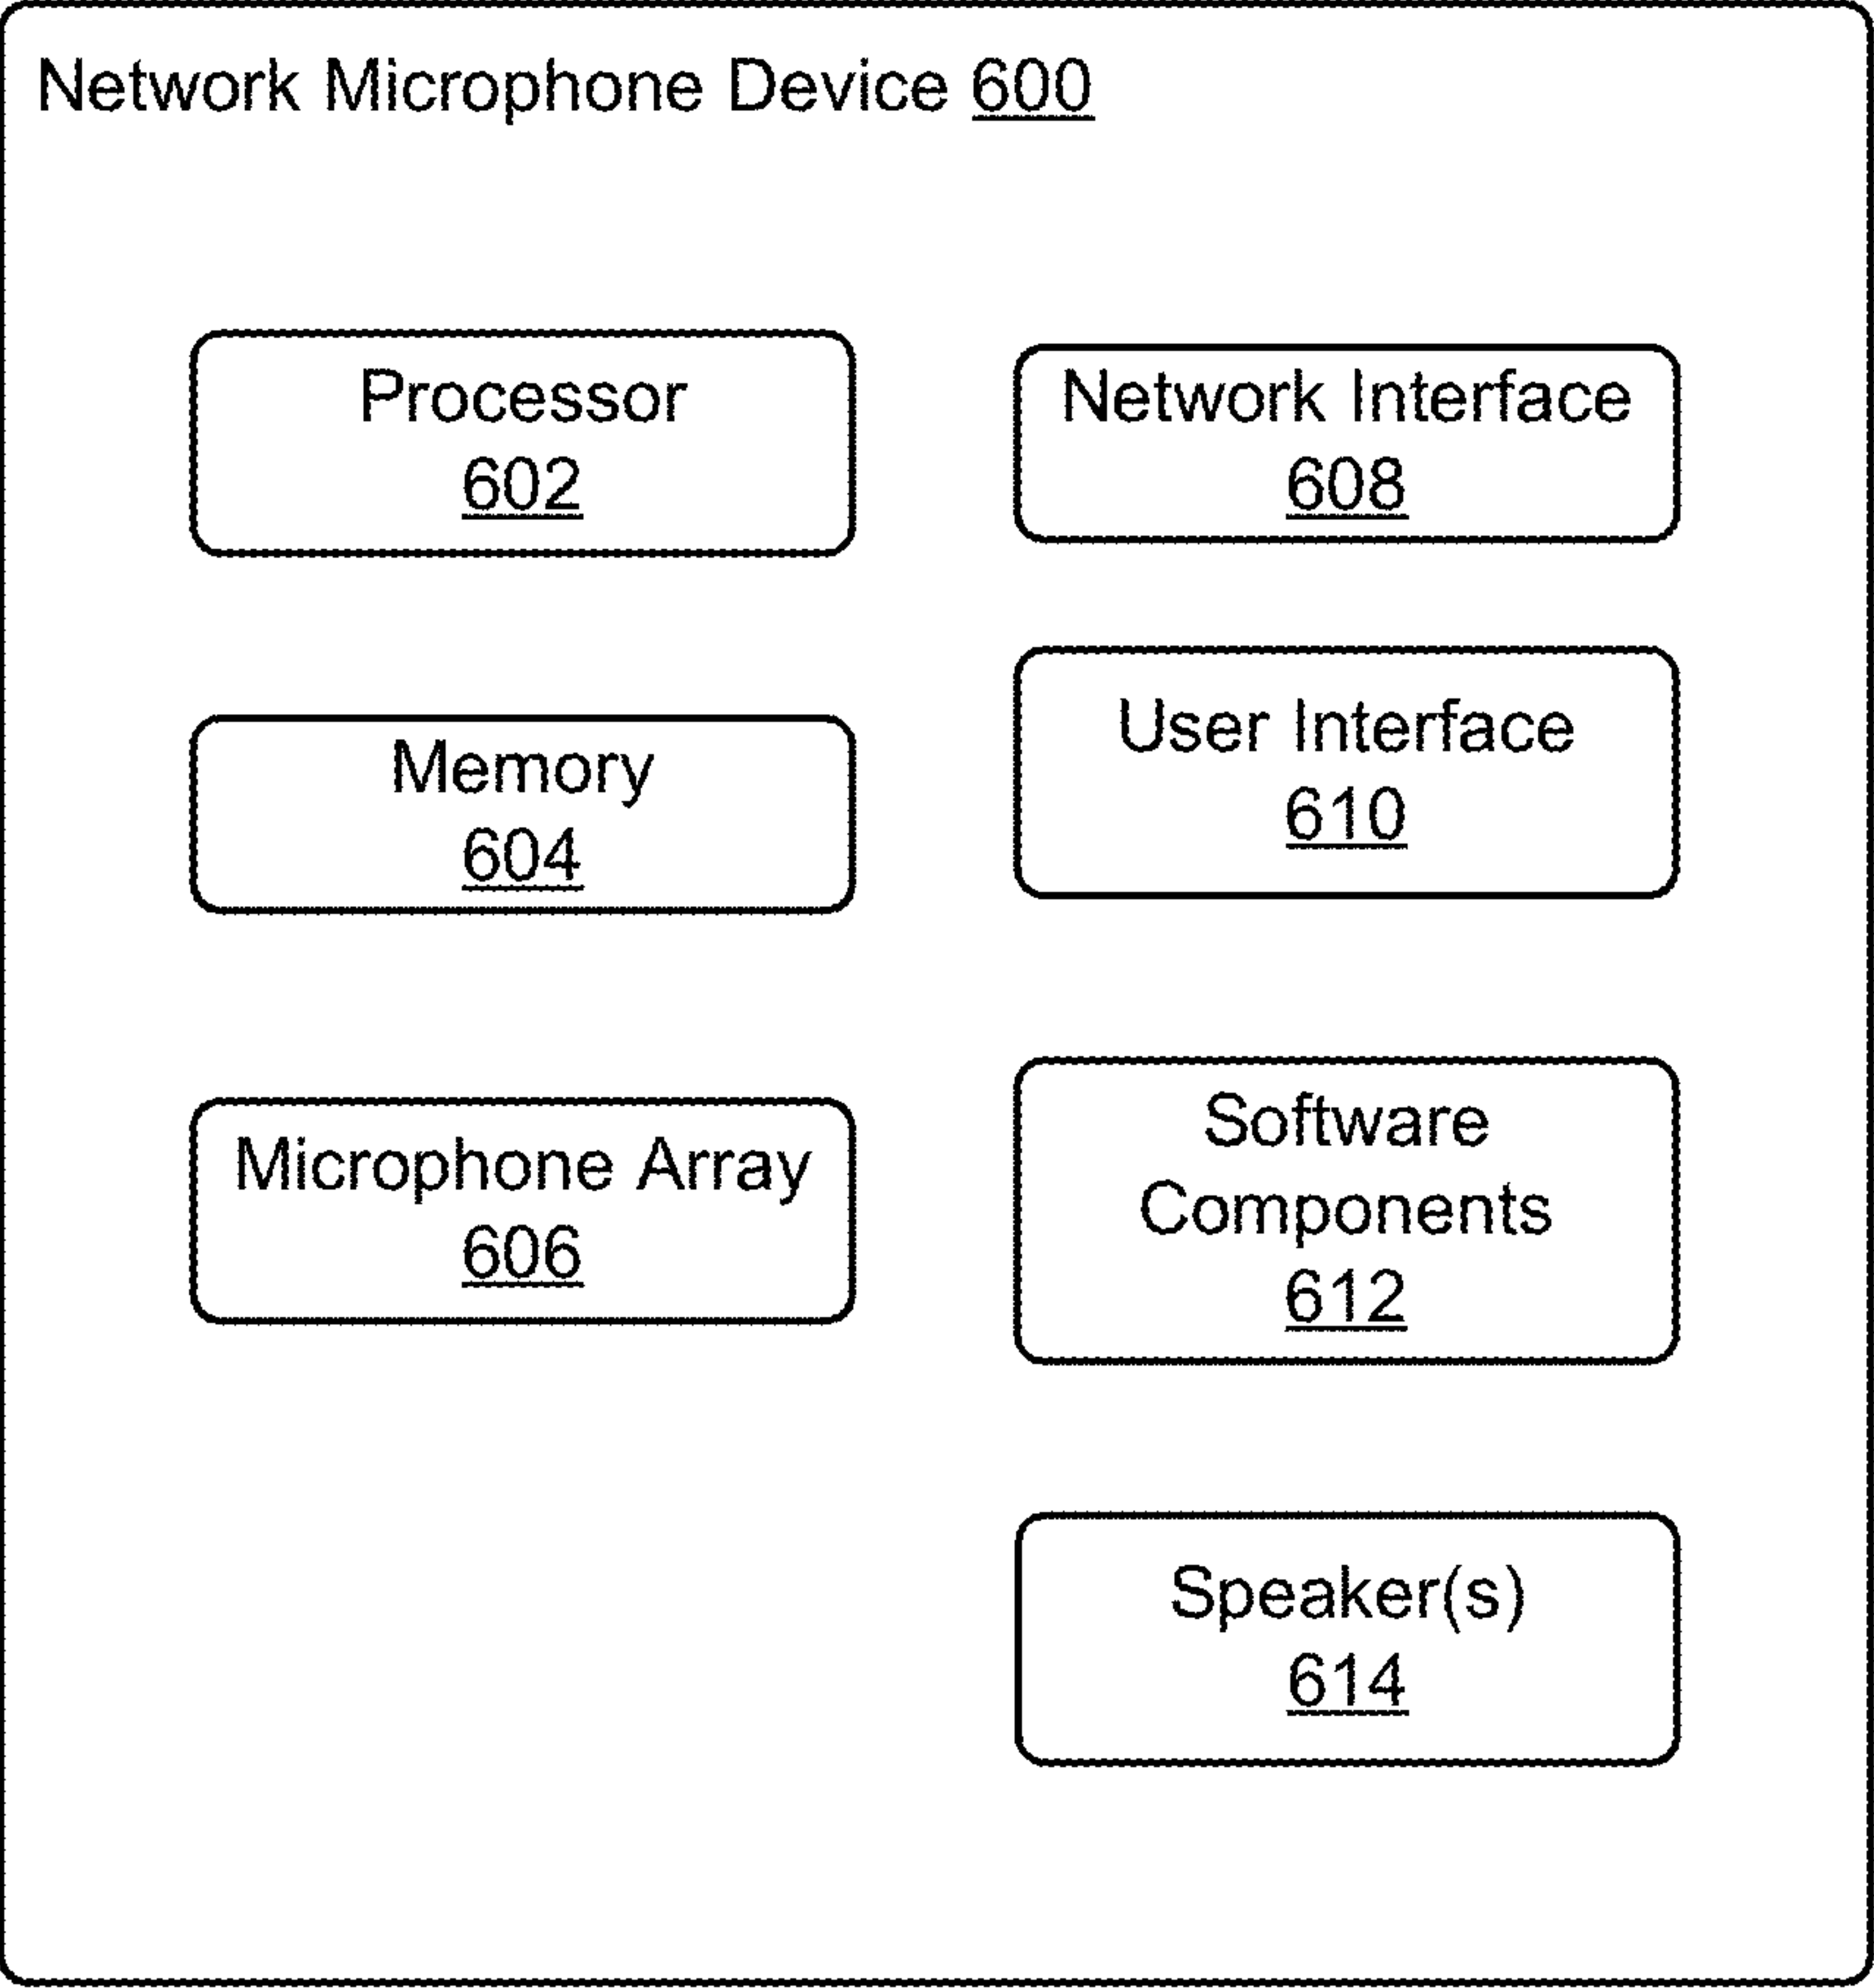 Network Microphone Device 600
Processor
602
Memory
604
Microphone Array
606
Network Interface
608
User Interface
610
Software
Components
612
Speaker(s)
614